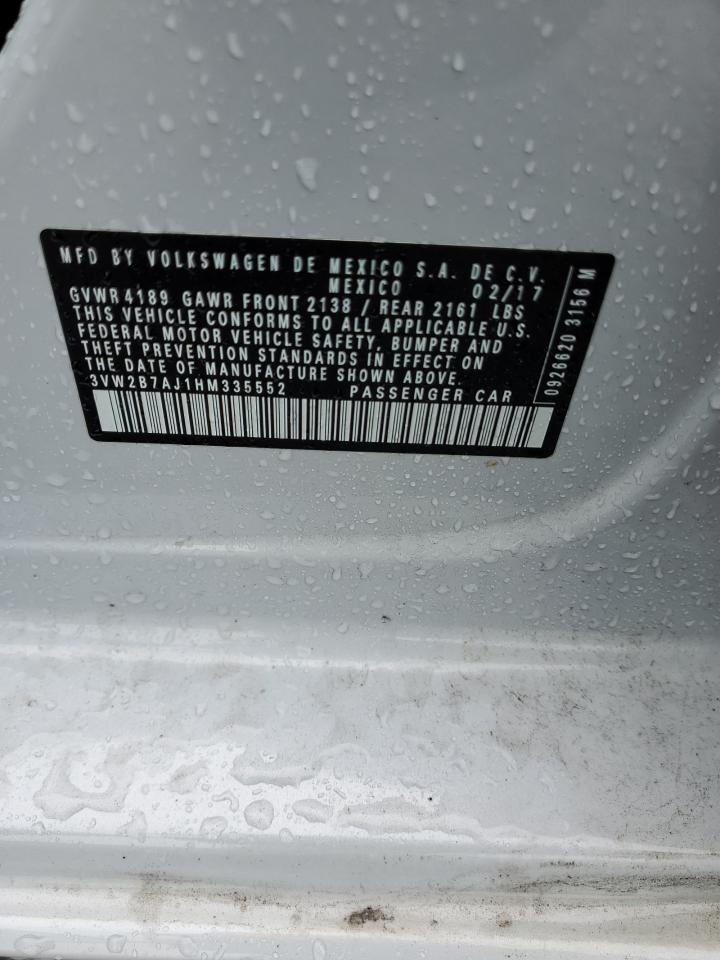 MFD BY VOLKSWAGEN DE MEXICO S.A. DE C.V.
MEXICO 02/17
GVWR 4189 GAWR FRONT 2138 / REAR 2161 LBS
THIS VEHICLE CONFORMS TO ALL APPLICABLE U.S.
FEDERAL MOTOR VEHICLE SAFETY, BUMPER AND
THEFT PREVENTION STANDARDS IN EFFECT ON
THE DATE OF MANUFACTURE SHOWN ABOVE.
3VW2B7AJ1HM335552 PASSENGER CAR
0926620 3156 M